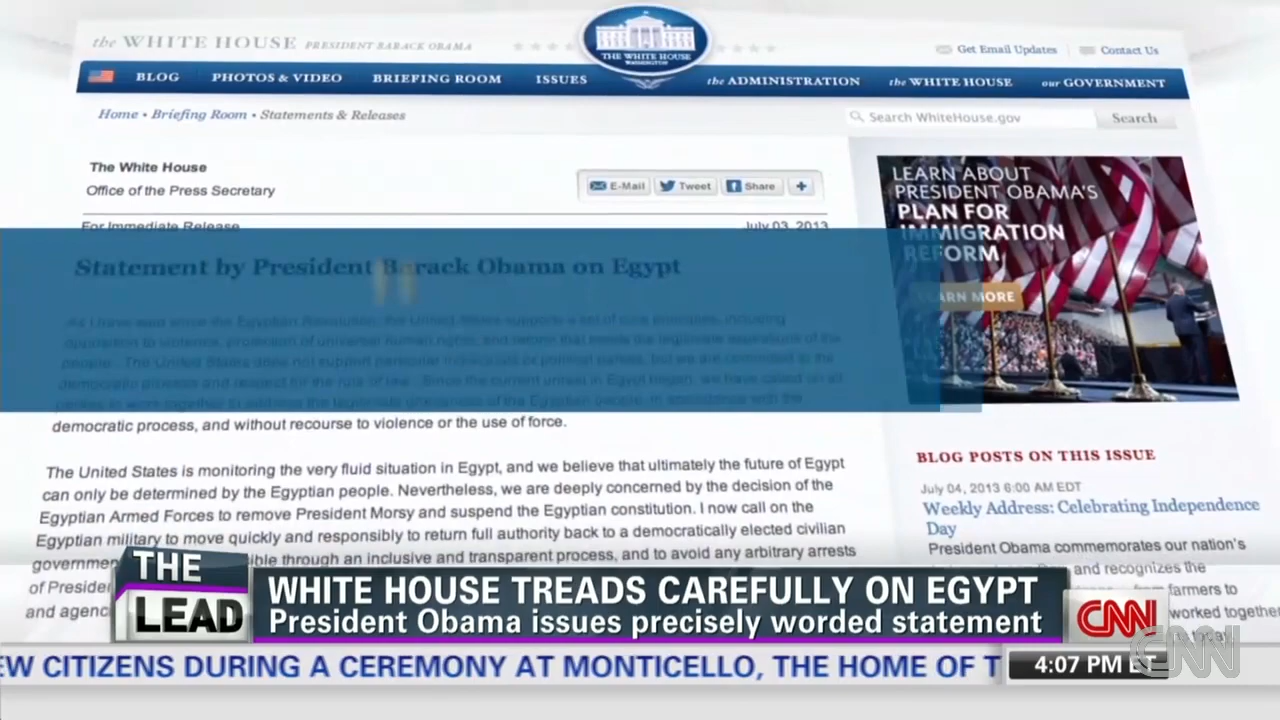 the WHITE HOUSE PRESIDENT BARACK OBAMA
THE WHITE HOUSE
WASHINGTON
Get Email Updates
Contact Us
BLOG PHOTOS & VIDEO BRIEFING ROOM ISSUES the ADMINISTRATION the WHITE HOUSE our GOVERNMENT
Home • Briefing Room • Statements & Releases
Search WhiteHouse.gov
Search
The White House
Office of the Press Secretary
E-Mail Tweet Share
For Immediate Release
July 03, 2013
Statement by President Barack Obama on Egypt
democratic process, and without recourse to violence or the use of force.
The United States is monitoring the very fluid situation in Egypt, and we believe that ultimately the future of Egypt
can only be determined by the Egyptian people. Nevertheless, we are deeply concerned by the decision of the
Egyptian Armed Forces to remove President Morsy and suspend the Egyptian constitution. I now call on the
Egyptian military to move quickly and responsibly to return full authority back to a democratically elected civilian
through an inclusive and transparent process, and to avoid any arbitrary arrests
of
and
LEARN ABOUT
PRESIDENT OBAMA'S
PLAN FOR
IMMIGRATION
REFORM
LEARN MORE
BLOG POSTS ON THIS ISSUE
July 04, 2013 6:00 AM EDT
Weekly Address: Celebrating Independence
Day
President Obama commemorates our nation's
and recognizes the
farmers to
worked together
today
THE
LEAD
WHITE HOUSE TREADS CAREFULLY ON EGYPT
President Obama issues precisely worded statement
CNN
CITIZENS DURING A CEREMONY AT MONTICELLO, THE HOME OF
4:07 PM ET
CNN